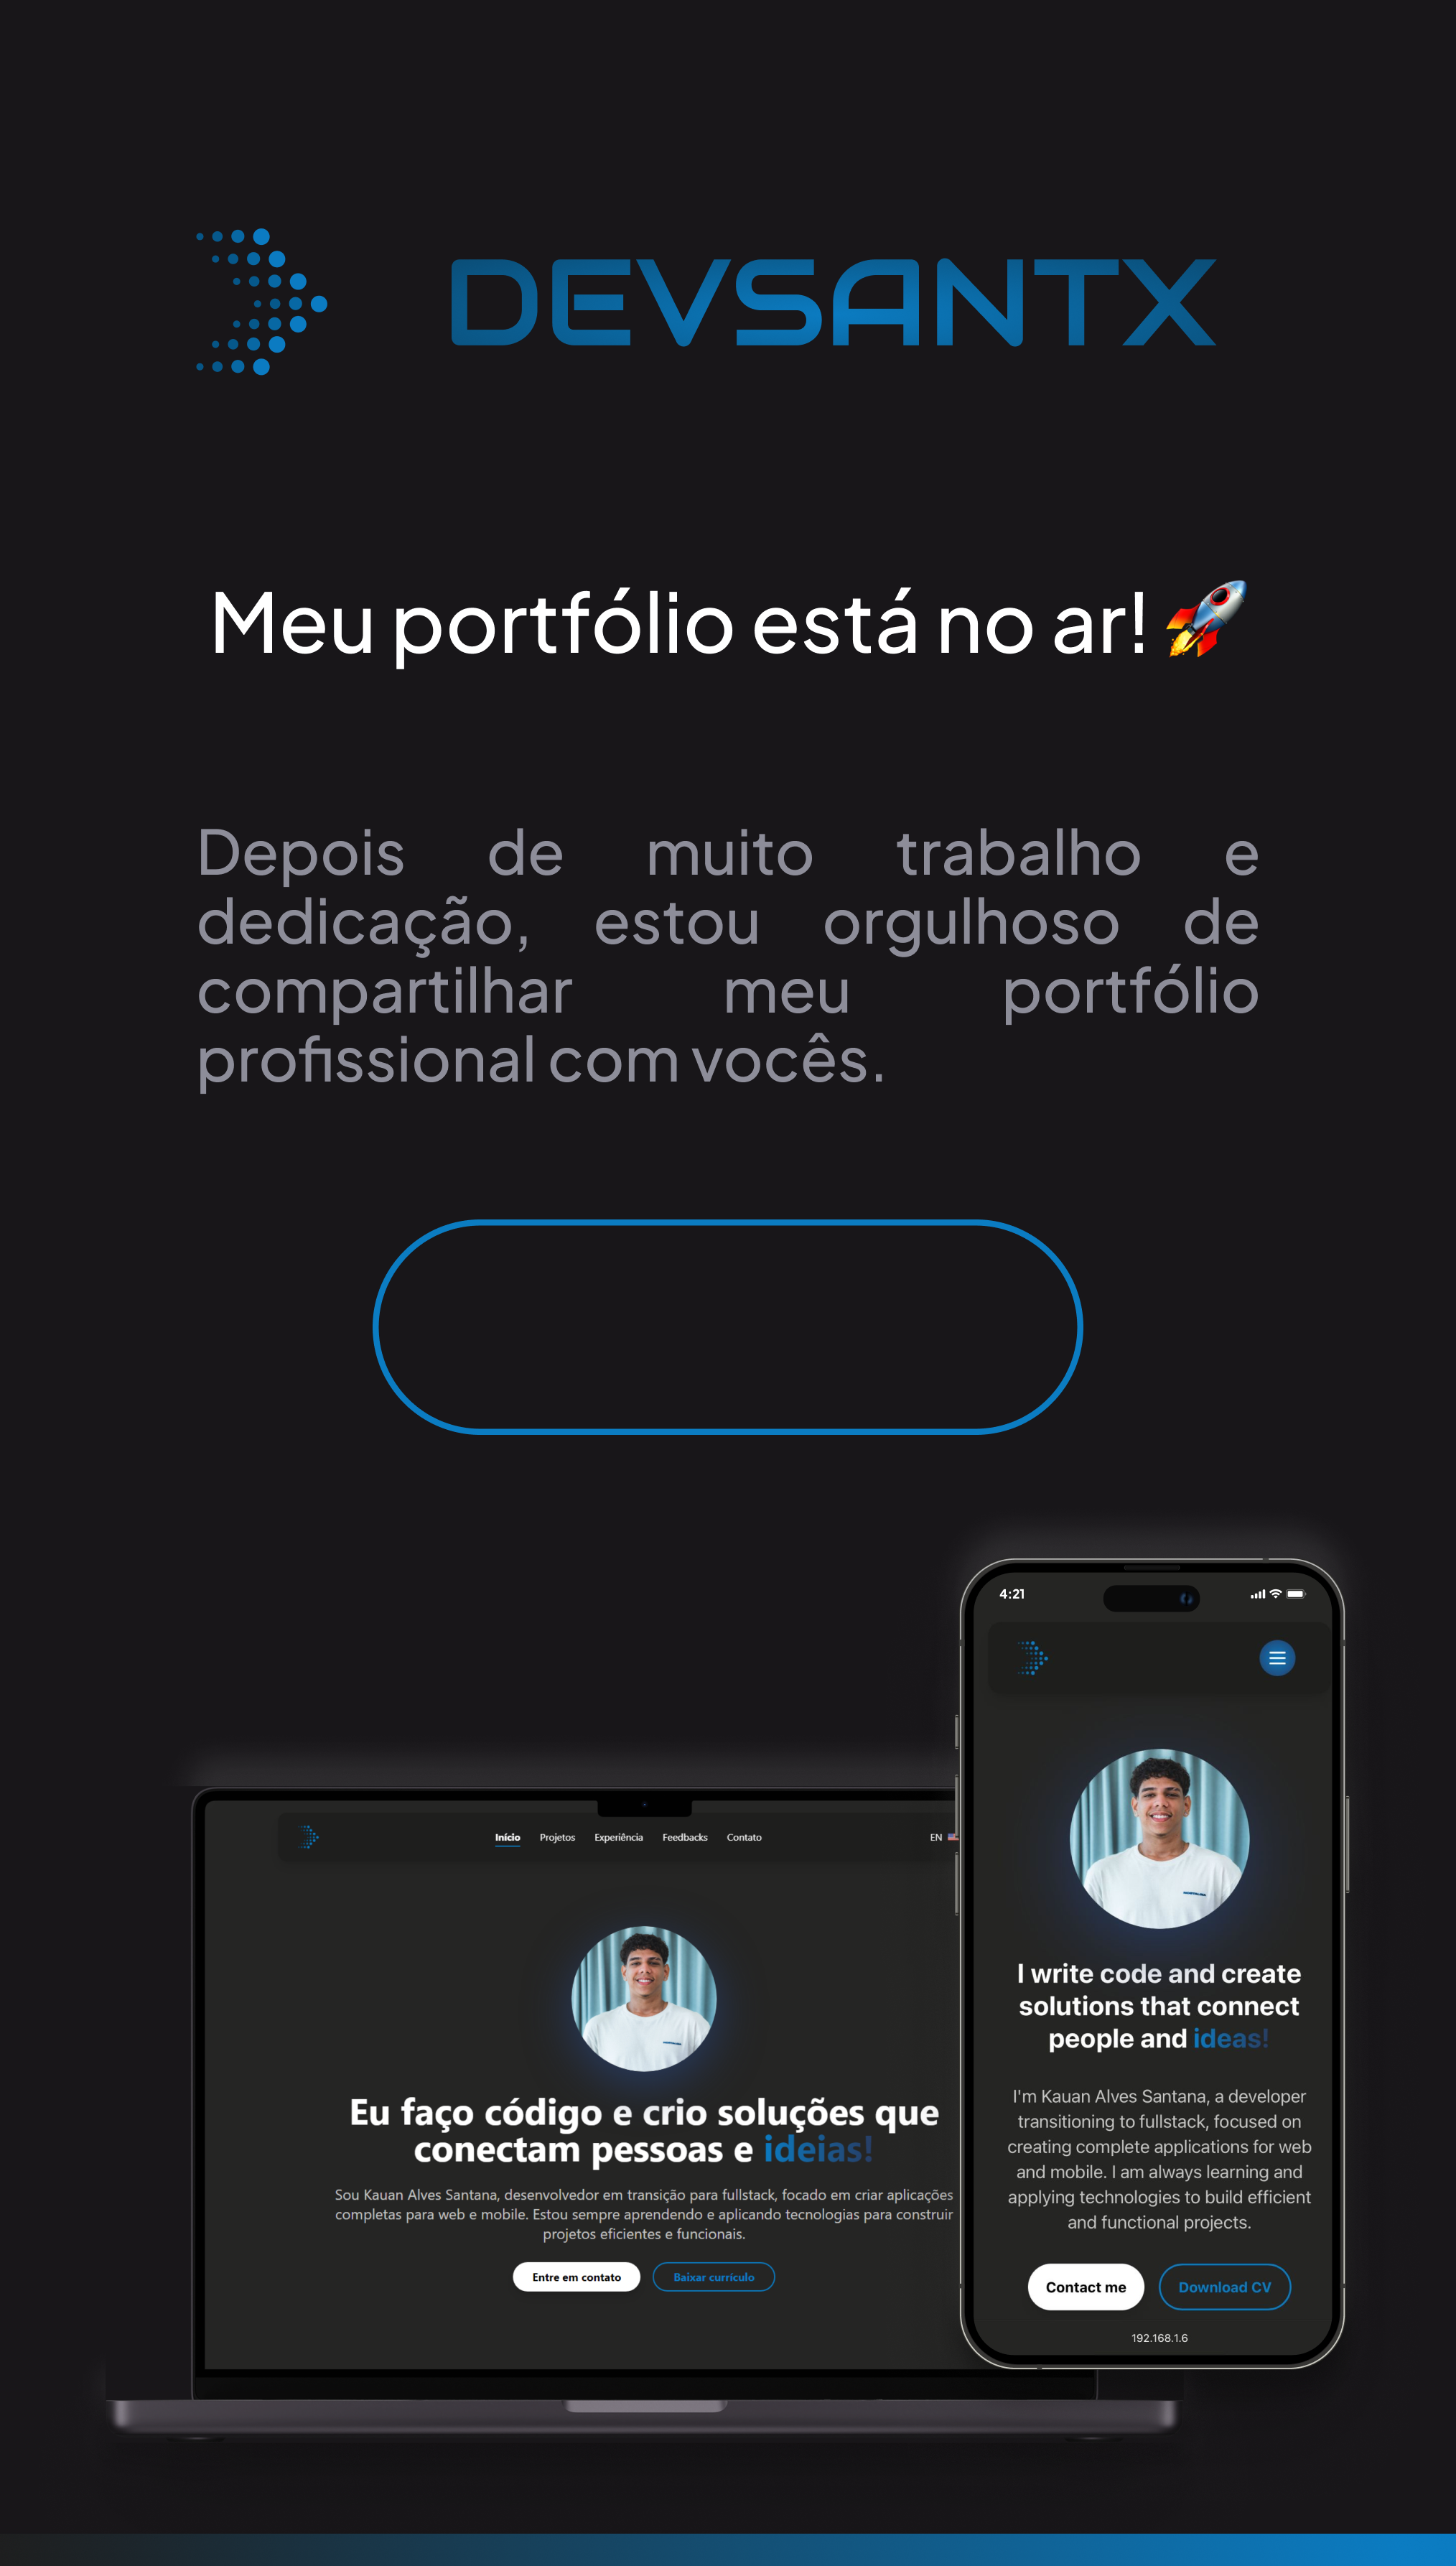 DEVSANTX
Meu portfólio está no ar! 🚀
Depois de muito trabalho e
dedicação, estou orgulhoso de
compartilhar meu portfólio
profissional com vocês.
Início Projetos Experiência Feedbacks Contato EN
Eu faço código e crio soluções que
conectam pessoas e ideias!
Sou Kauan Alves Santana, desenvolvedor em transição para fullstack, focado em criar aplicações
completas para web e mobile. Estou sempre aprendendo e aplicando tecnologias para construir
projetos eficientes e funcionais.
Entre em contato Baixar currículo
4:21
I write code and create
solutions that connect
people and ideas!
I'm Kauan Alves Santana, a developer
transitioning to fullstack, focused on
creating complete applications for web
and mobile. I am always learning and
applying technologies to build efficient
and functional projects.
Contact me Download CV
192.168.1.6